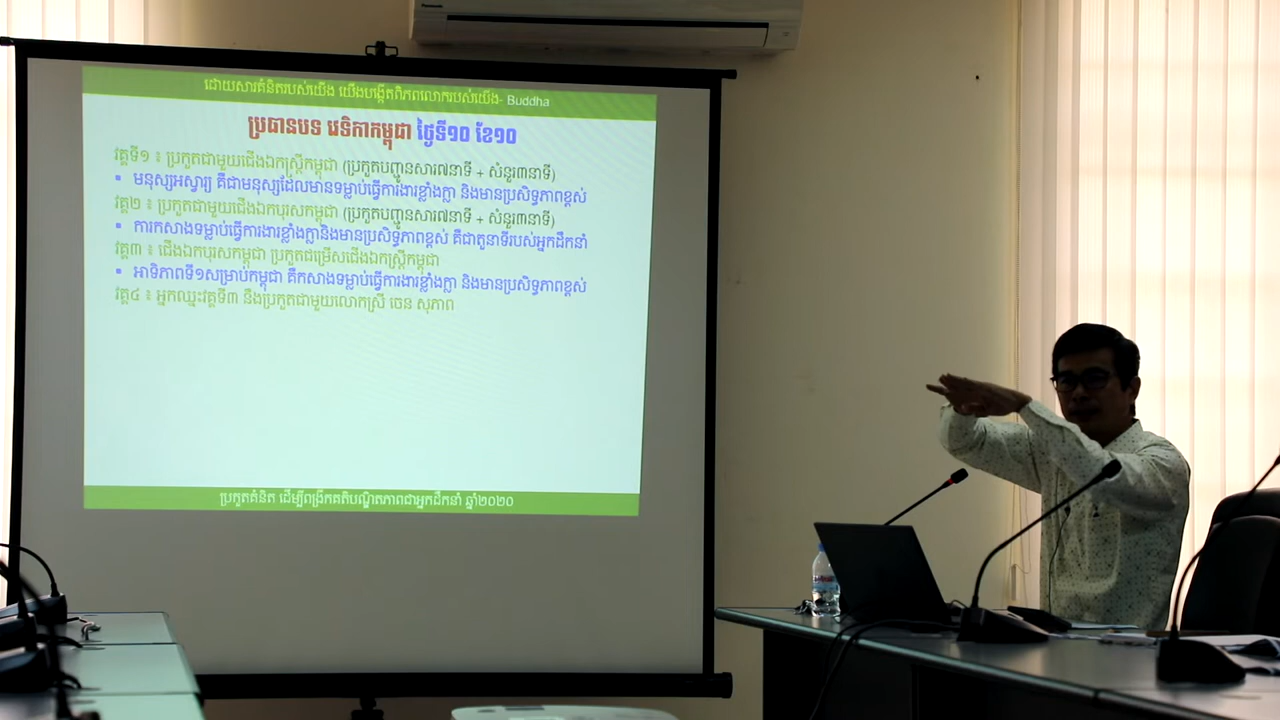 Panasonic
ដោយសារគំនិតរបស់យើង យើងបង្កើតពិភពលោករបស់យើង- Buddha
ប្រធានបទ វេទិកាកម្ពុជា ថ្ងៃទី១០ ខែ១០
វគ្គទី១ ៖ ប្រកួតជាមួយជើងឯកស្ត្រីកម្ពុជា (ប្រកួតបញ្ជូនសារ៧នាទី + សំនួរ៣នាទី)
▪ មនុស្សអស្ចារ្យ គឺជាមនុស្សដែលមានទម្លាប់ធ្វើការងារខ្លាំងក្លា និងមានប្រសិទ្ធភាពខ្ពស់
វគ្គ២ ៖ ប្រកួតជាមួយជើងឯកបុរសកម្ពុជា (ប្រកួតបញ្ជូនសារ៧នាទី + សំនួរ៣នាទី)
▪ ការកសាងទម្លាប់ធ្វើការងារខ្លាំងក្លានិងមានប្រសិទ្ធភាពខ្ពស់ គឺជាតួនាទីរបស់អ្នកដឹកនាំ
វគ្គ៣ ៖ ជើងឯកបុរសកម្ពុជា ប្រកួតជម្រើសជើងឯកស្ត្រីកម្ពុជា
▪ អាទិភាពទី១សម្រាប់កម្ពុជា គឺកសាងទម្លាប់ធ្វើការងារខ្លាំងក្លា និងមានប្រសិទ្ធភាពខ្ពស់
វគ្គ៤ ៖ អ្នកឈ្នះវគ្គទី៣ នឹងប្រកួតជាមួយលោកស្រី ចេន សុភាព
ប្រកួតគំនិត ដើម្បីពង្រីកគតិបណ្ឌិតភាពជាអ្នកដឹកនាំ ឆ្នាំ២០២០